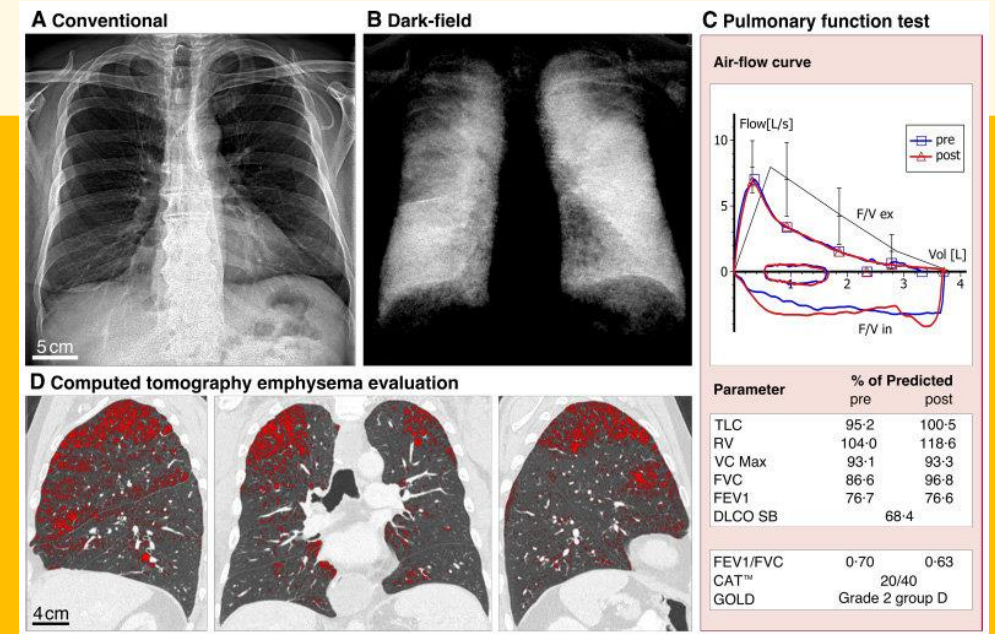 A Conventional
B Dark-field
C Pulmonary function test
5 cm
Air-flow curve
Flow[L/s]
10
5
0
pre
post
F/V ex
Vol [L]
1 2 3 4
F/V in
D Computed tomography emphysema evaluation
4 cm
Parameter % of Predicted
pre post
TLC 95·2 100·5
RV 104·0 118·6
VC Max 93·1 93·3
FVC 86·6 96·8
FEV1 76·7 76·6
DLCO SB 68·4
FEV1/FVC 0·70 0·63
CAT™ 20/40
GOLD Grade 2 group D